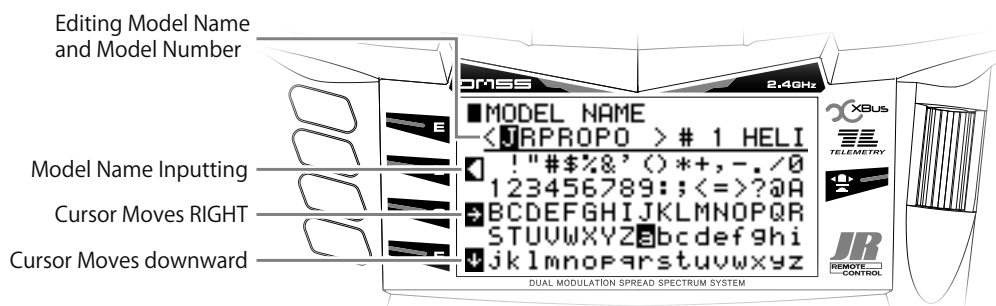 Editing Model Name
and Model Number
Model Name Inputting
Cursor Moves RIGHT
Cursor Moves downward
DMSS
2.4GHz
MODEL NAME
<JRPROPO > # 1 HELI
!"#$%&'()*+,-./0
123456789:;<=>?@A
BCDEFGHIJKLMNOPQR
STUVWXYZabcdefghi
jklmnopqrstuvwxyz
E
XBus
TELEMETRY
JR
REMOTE
CONTROL
DUAL MODULATION SPREAD SPECTRUM SYSTEM